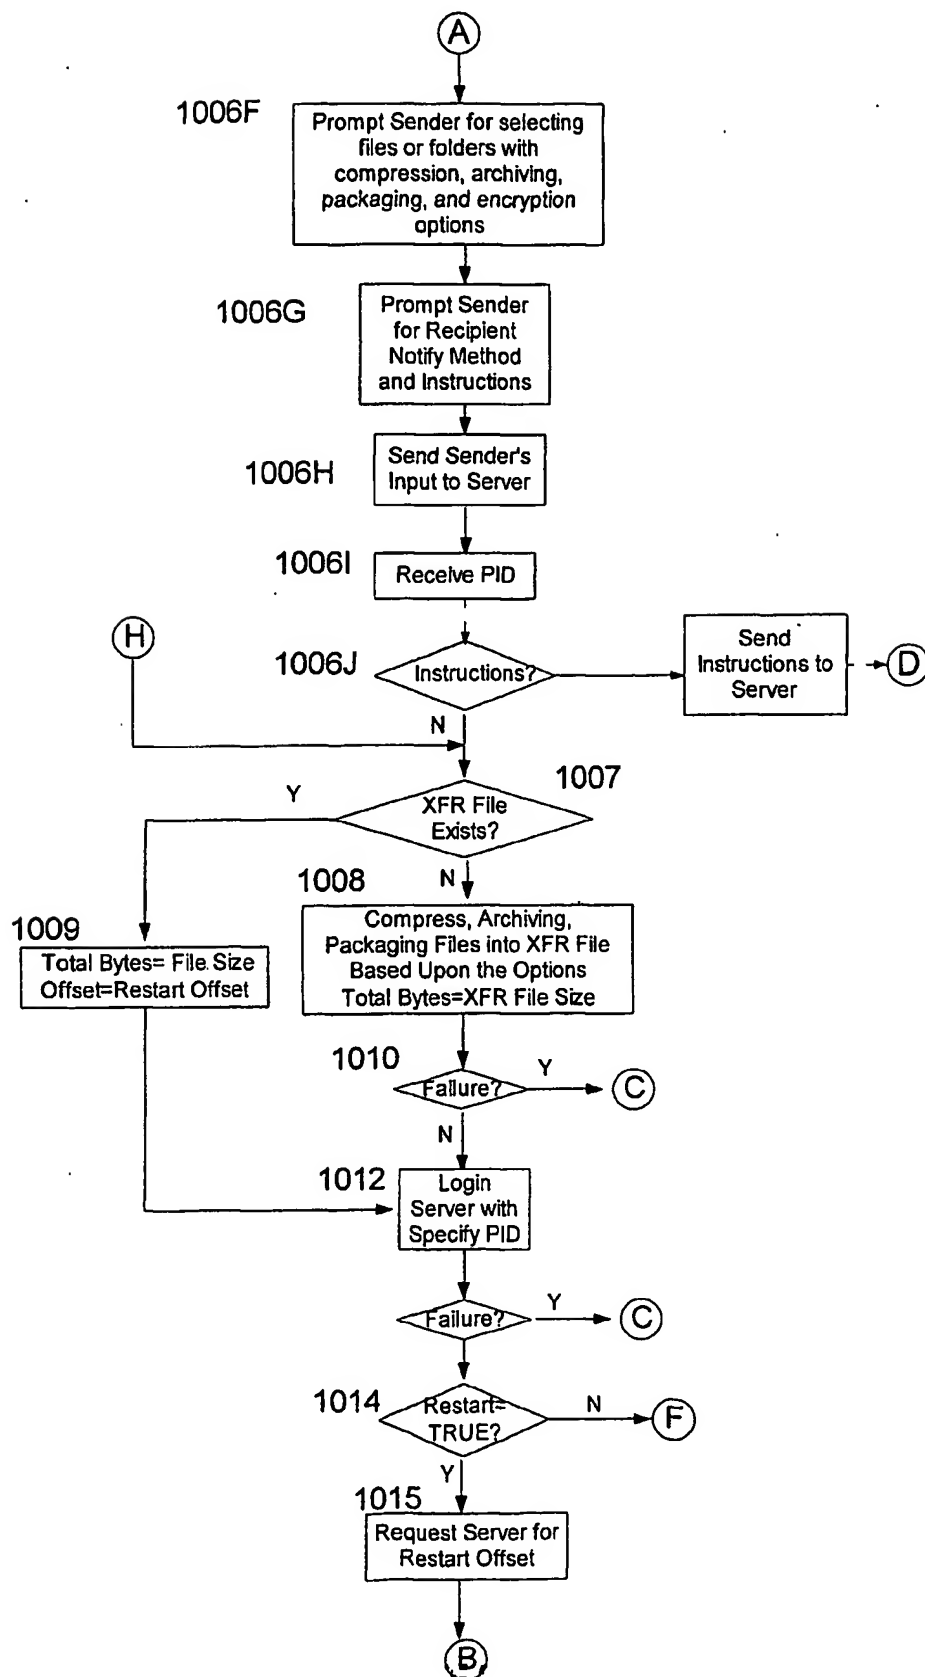 A
1006F
Prompt Sender for selecting
files or folders with
compression, archiving,
packaging, and encryption
options
1006G
Prompt Sender
for Recipient
Notify Method
and Instructions
1006H
Send Sender's
Input to Server
1006I
Receive PID
H
1006J
Instructions?
Send
Instructions to
Server
D
N
1007
Y
XFR File
Exists?
N
1008
Compress, Archiving,
Packaging Files into XFR File
Based Upon the Options
Total Bytes=XFR File Size
1009
Total Bytes= File Size
Offset=Restart Offset
1010
Failure?
Y
C
N
1012
Login
Server with
Specify PID
Failure?
Y
C
1014
Restart=
TRUE?
N
F
Y
1015
Request Server for
Restart Offset
B